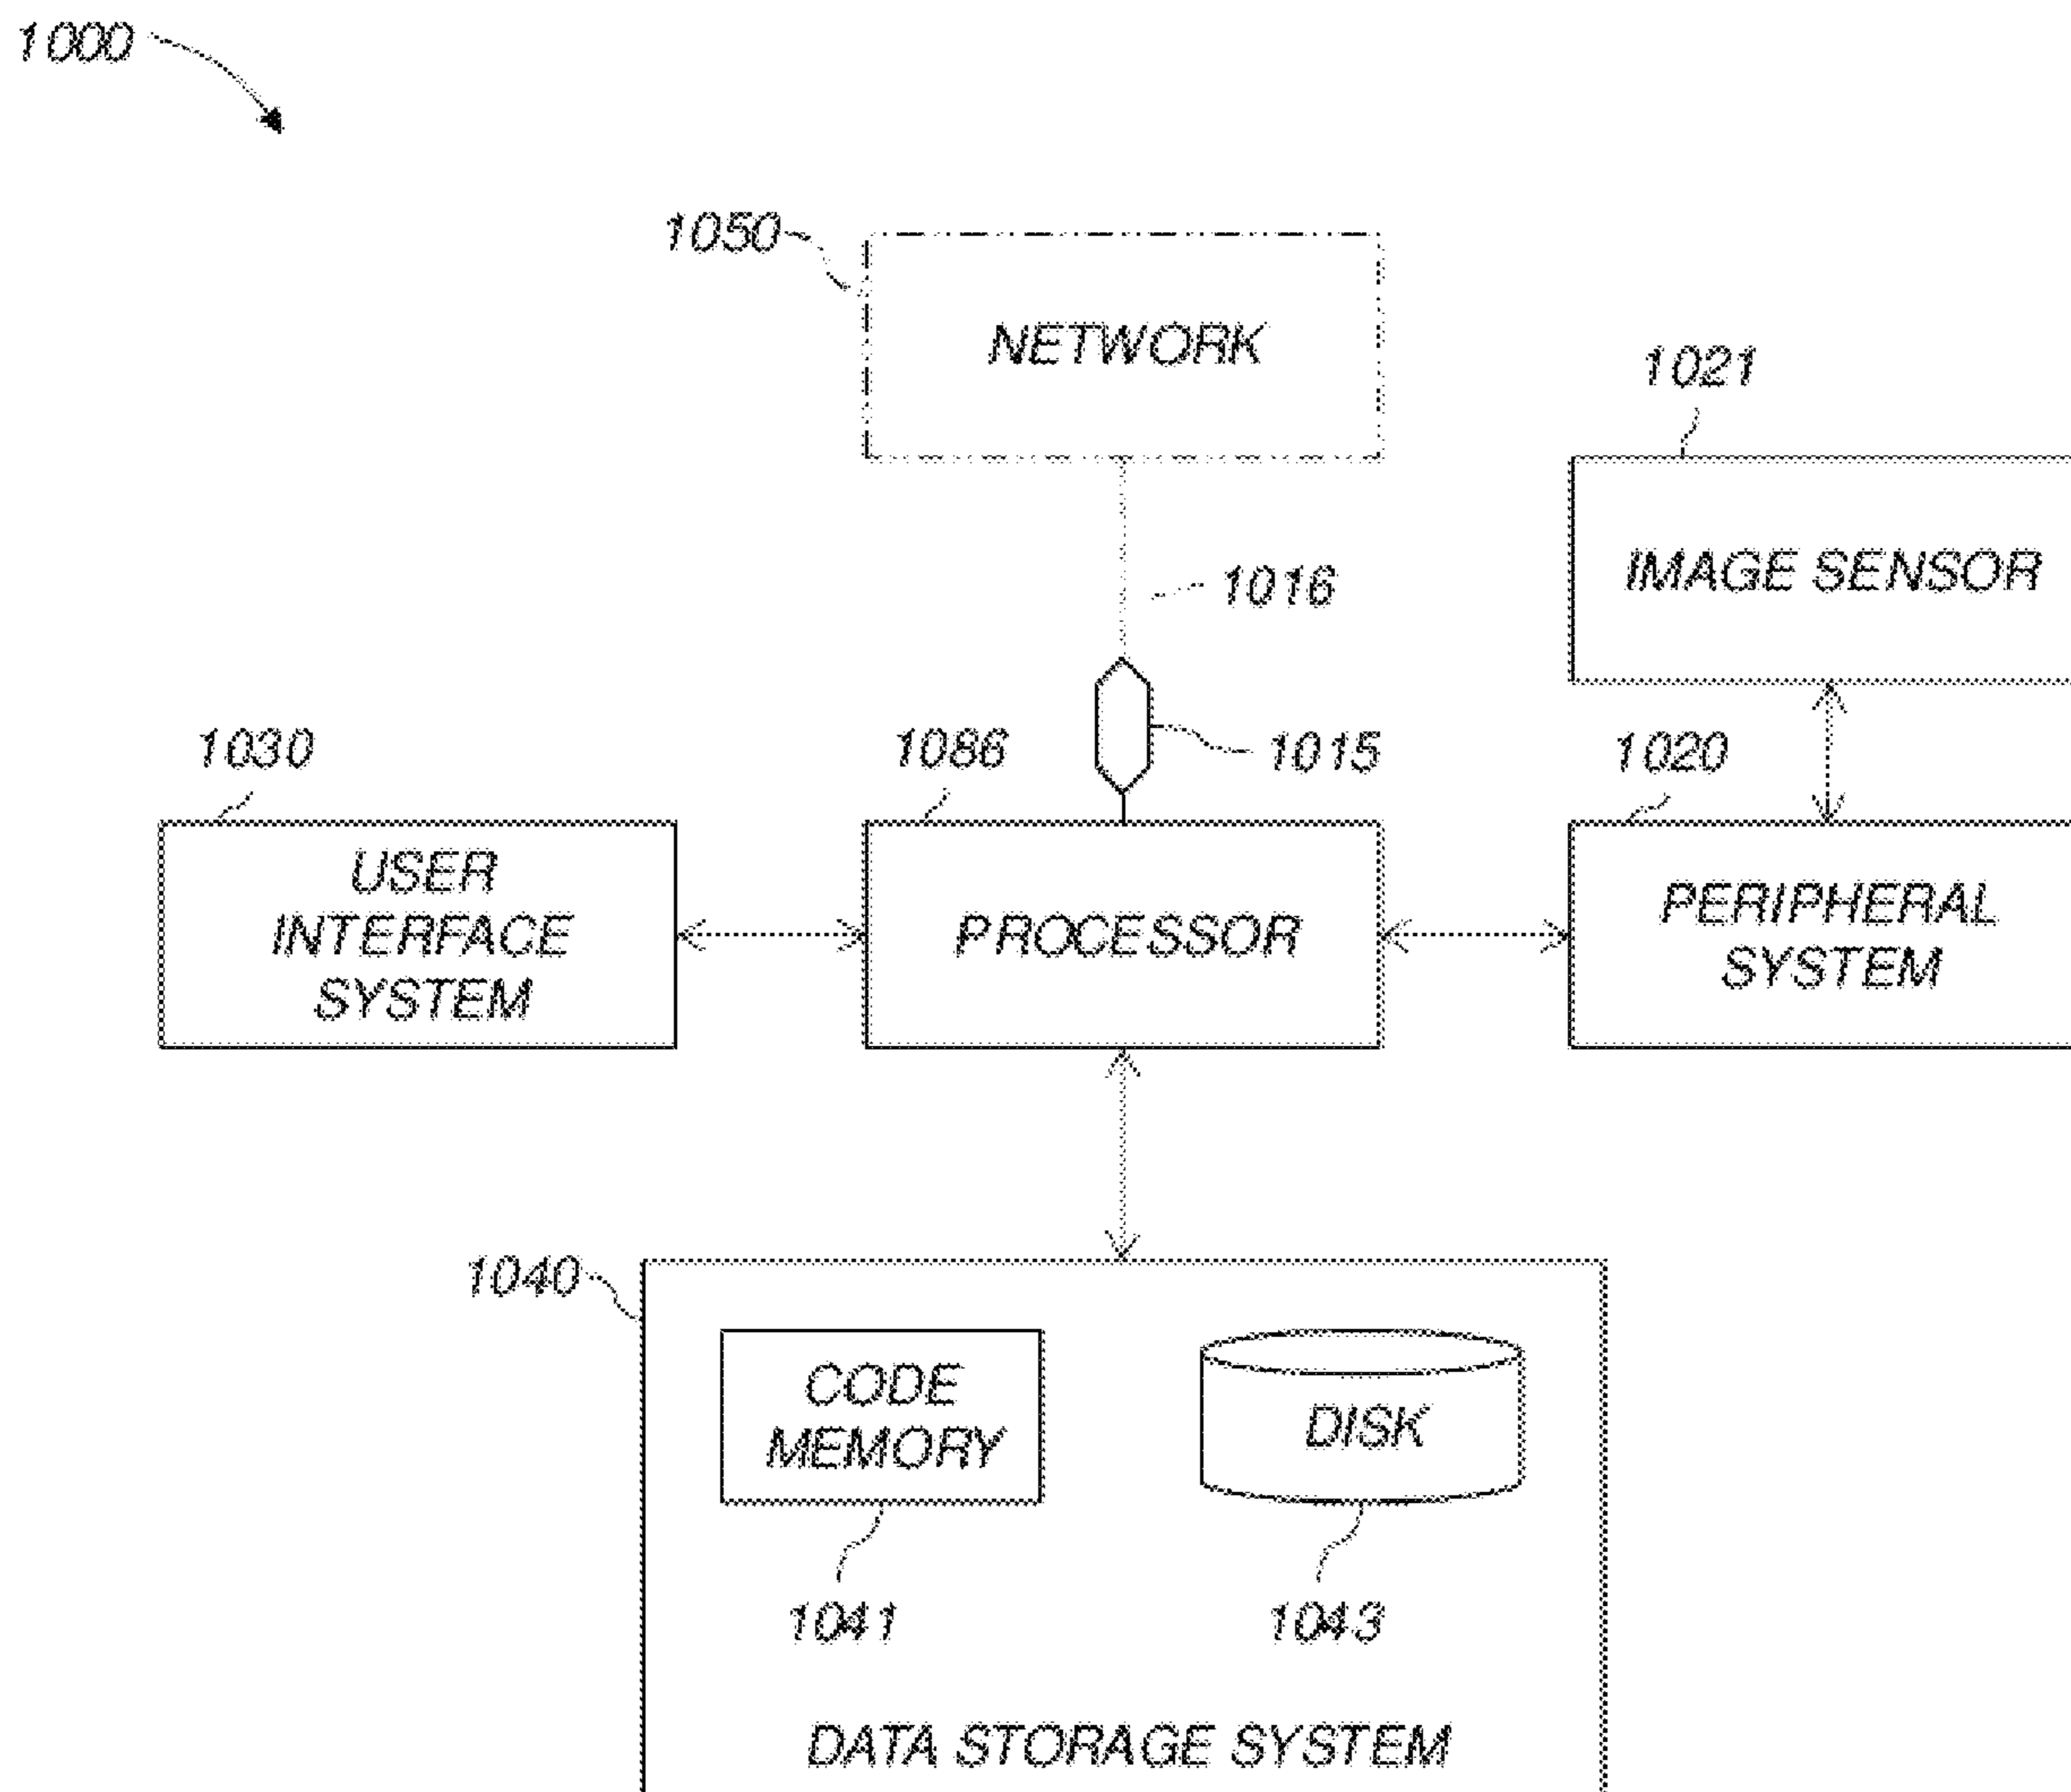 1000
1050
NETWORK
1021
IMAGE SENSOR
1016
1015
1030
1086
1020
USER
INTERFACE
SYSTEM
PROCESSOR
PERIPHERAL
SYSTEM
1040
CODE
MEMORY
DISK
1041
1043
DATA STORAGE SYSTEM